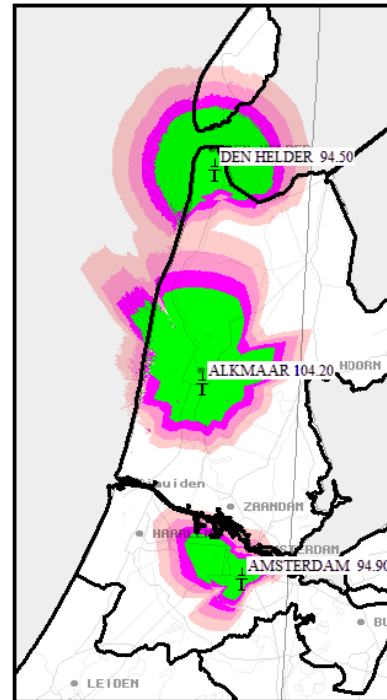 DEN HELDER 94.50
ALKMAAR 104.20
HOORN
ZAANDAM
AMSTERDAM 94.90
LEIDEN